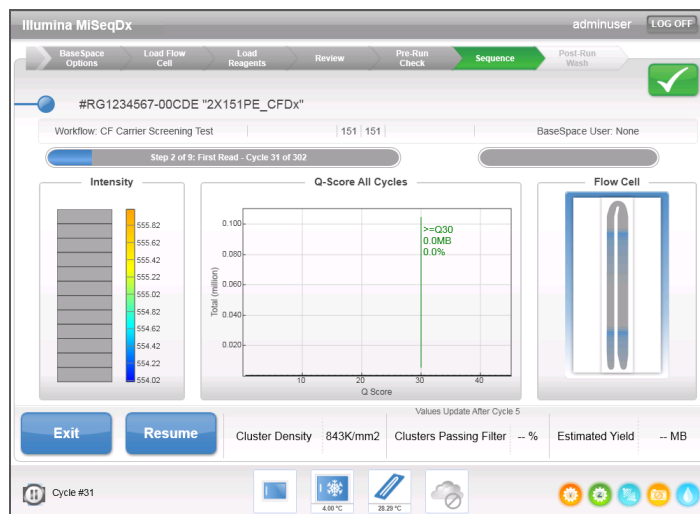 Illumina MiSeqDx
adminuser
LOG OFF
BaseSpace
Options
Load Flow
Cell
Load
Reagents
Review
Pre-Run
Check
Sequence
Post-Run
Wash
#RG1234567-00CDE "2X151PE_CFDx"
Workflow: CF Carrier Screening Test
151 151
BaseSpace User: None
Step 2 of 9: First Read - Cycle 31 of 302
Intensity
555.82
555.62
555.42
555.22
555.02
554.82
554.62
554.42
554.22
554.02
Q-Score All Cycles
0.100
0.080
0.060
0.040
0.020
Total (million)
>=Q30
0.0MB
0.0%
10 20 30 40
Q Score
Flow Cell
Values Update After Cycle 5
Exit
Resume
Cluster Density 843K/mm2
Clusters Passing Filter -- %
Estimated Yield -- MB
Cycle #31
4.00 °C
28.29 °C